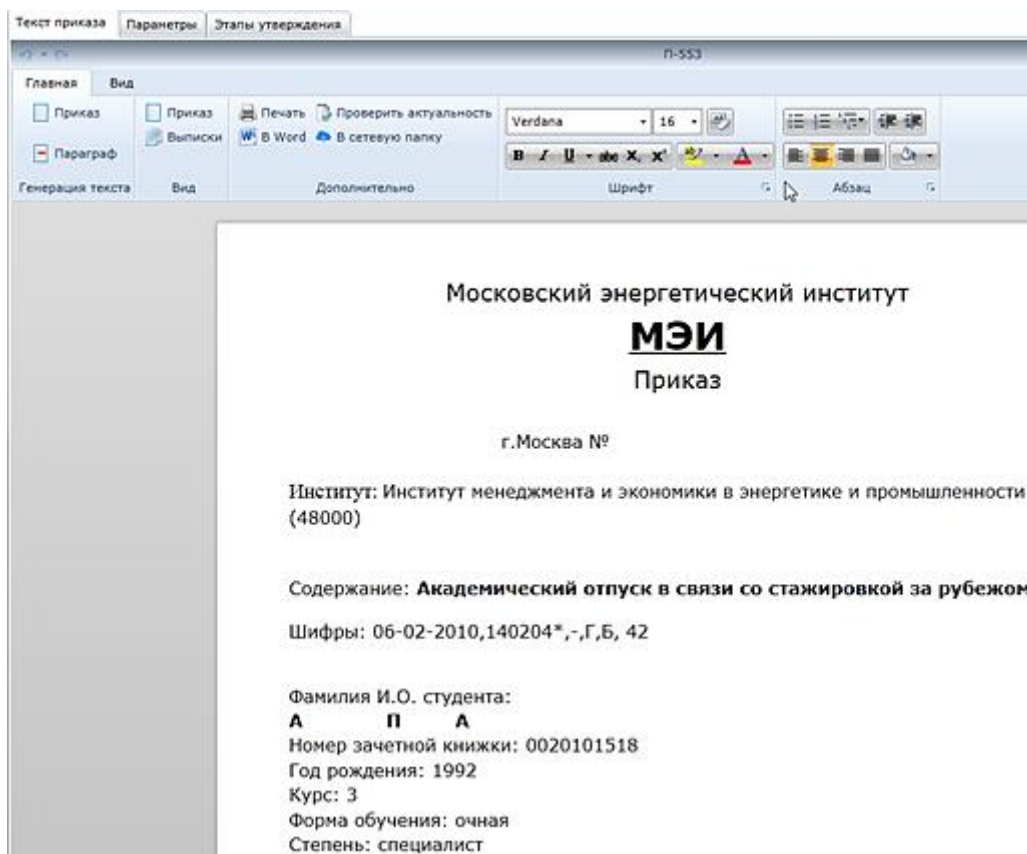 Текст приказа Параметры Этапы утверждения
П-553
Главная Вид
Приказ Приказ Печать Проверить актуальность
Verdana 16
Выписки В Word В сетевую папку
Параграф
Генерация текста Вид Дополнительно Шрифт Абзац
Московский энергетический институт
МЭИ
Приказ
г.Москва №
Институт: Институт менеджмента и экономики в энергетике и промышленности
(48000)
Содержание: Академический отпуск в связи со стажировкой за рубежом
Шифры: 06-02-2010,140204*,-,Г,Б, 42
Фамилия И.О. студента:
А П А
Номер зачетной книжки: 0020101518
Год рождения: 1992
Курс: 3
Форма обучения: очная
Степень: специалист